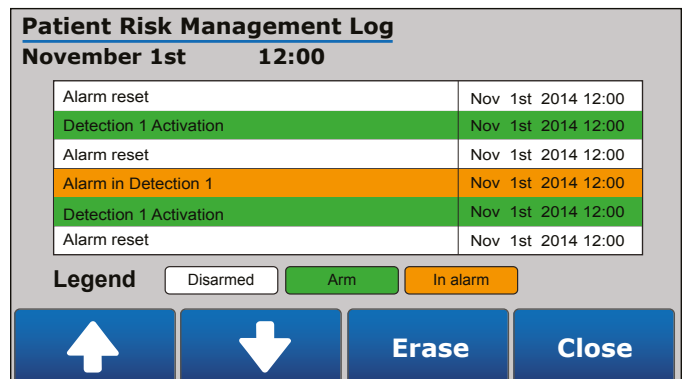 Patient Risk Management Log
November 1st 12:00
Alarm reset Nov 1st 2014 12:00
Detection 1 Activation Nov 1st 2014 12:00
Alarm reset Nov 1st 2014 12:00
Alarm in Detection 1 Nov 1st 2014 12:00
Detection 1 Activation Nov 1st 2014 12:00
Alarm reset Nov 1st 2014 12:00
Legend Disarmed Arm In alarm
Erase Close